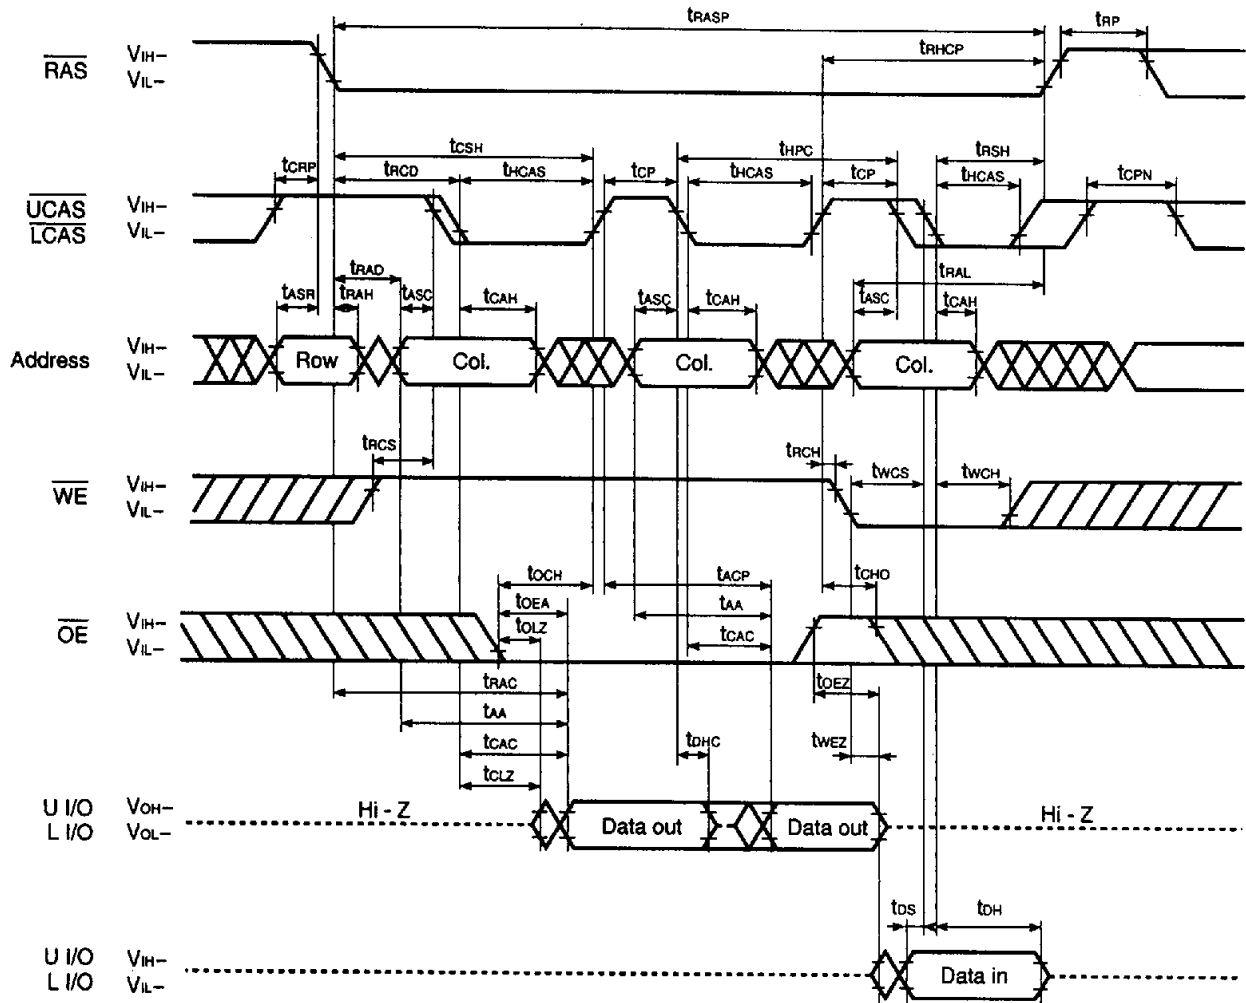 tRASP
tRP
tRHCP
RAS VIH–
VIL–
tCSH
tHPC
tRSH
tCRP tRCD tHCAS tCP tHCAS tCP tHCAS tCPN
UCAS VIH–
LCAS VIL–
tRAD tRAL
tASR tRAH tASC tCAH tASC tCAH tASC tCAH
Address VIH–
VIL–
Row Col. Col. Col.
tRCS tRCH tWCS tWCH
WE VIH–
VIL–
tOCH tACP tCHO
tOEA tAA
OE VIH–
VIL–
tOLZ tCAC
tRAC tOEZ
tAA
tCAC tDHC tWEZ
tCLZ
U I/O VOH–
L I/O VOL–
Hi - Z Data out Data out Hi - Z
tDS tDH
U I/O VIH–
L I/O VIL–
Data in